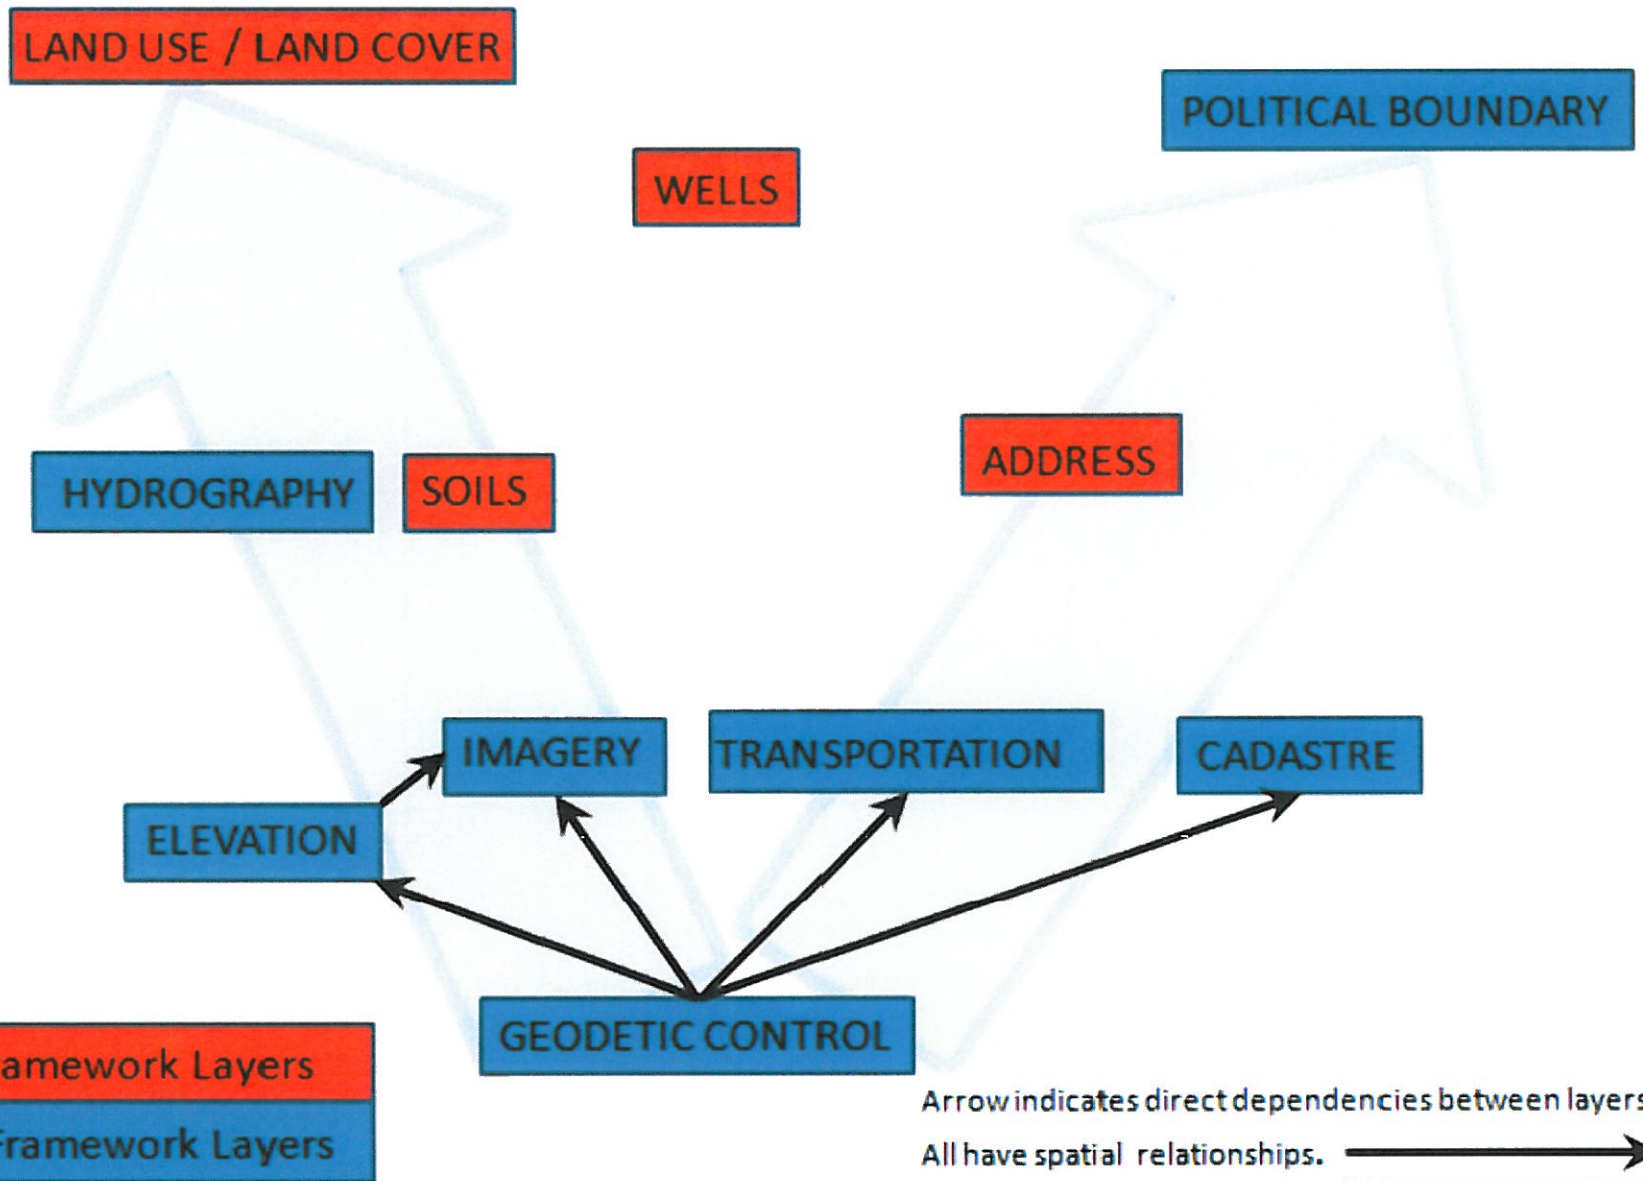 LAND USE / LAND COVER
POLITICAL BOUNDARY
WELLS
ADDRESS
HYDROGRAPHY
SOILS
IMAGERY
TRANSPORTATION
CADASTRE
ELEVATION
GEODETIC CONTROL
Layers
Framework Layers
Arrow indicates direct dependencies between layers
All have spatial relationships.